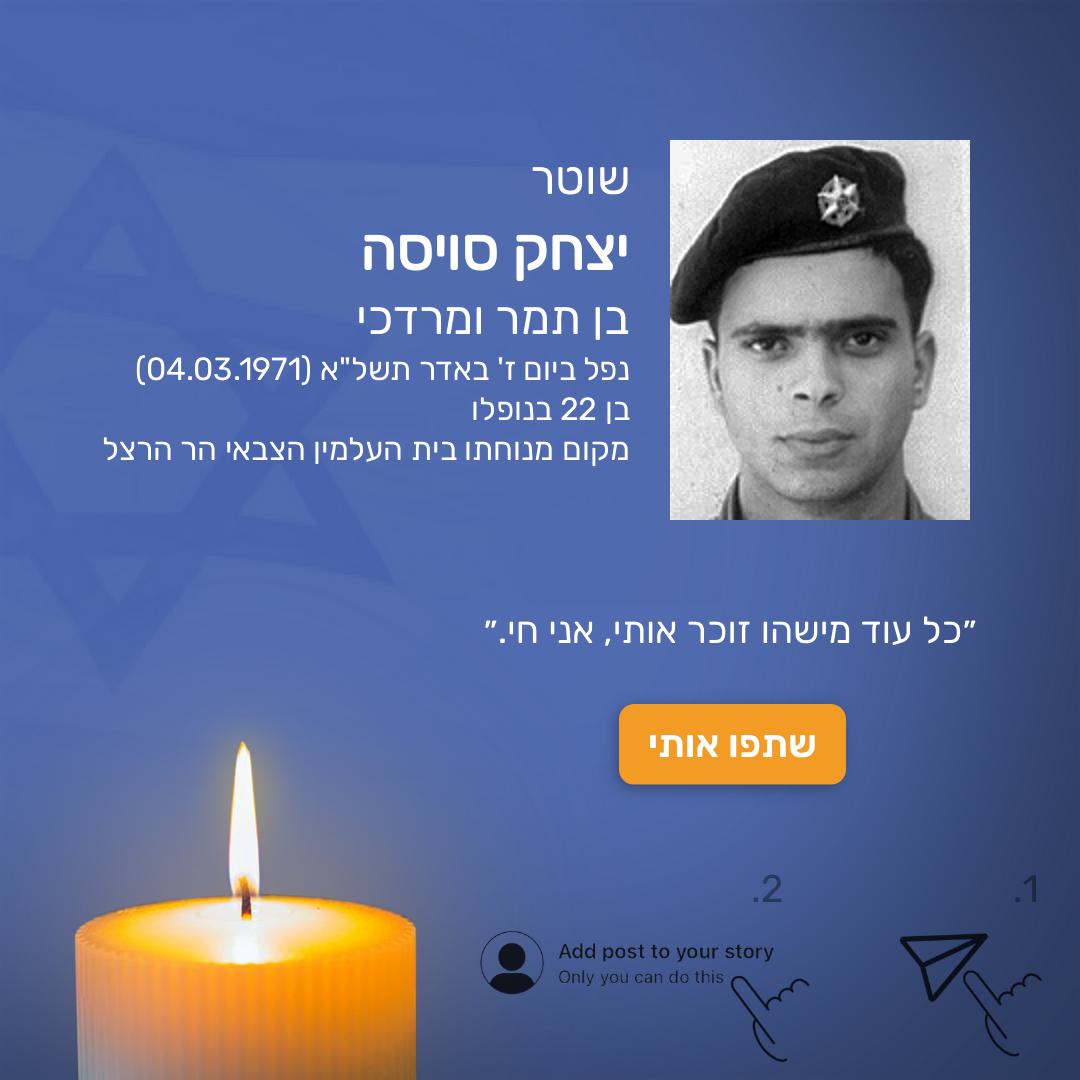 שוטר
יצחק סויסה
בן תמר ומרדכי
נפל ביום ז' באדר תשל"א (04.03.1971)
בן 22 בנופלו
מקום מנוחתו בית העלמין הצבאי הר הרצל
״כל עוד מישהו זוכר אותי, אני חי.״
שתפו אותי
.1
.2
Add post to your story
Only you can do this